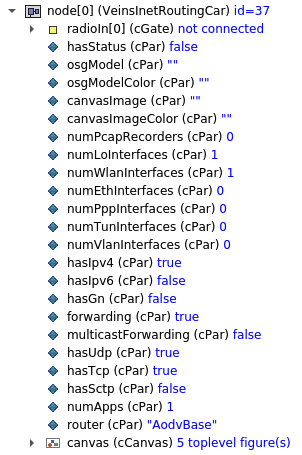 node[0] (VeinsInetRoutingCar) id=37
radioIn[0] (cGate) not connected
hasStatus (cPar) false
osgModel (cPar) ""
osgModelColor (cPar) ""
canvasImage (cPar) ""
canvasImageColor (cPar) ""
numPcapRecorders (cPar) 0
numLoInterfaces (cPar) 1
numWlanInterfaces (cPar) 1
numEthInterfaces (cPar) 0
numPppInterfaces (cPar) 0
numTunInterfaces (cPar) 0
numVlanInterfaces (cPar) 0
hasIpv4 (cPar) true
hasIpv6 (cPar) false
hasGn (cPar) false
forwarding (cPar) true
multicastForwarding (cPar) false
hasUdp (cPar) true
hasTcp (cPar) true
hasSctp (cPar) false
numApps (cPar) 1
router (cPar) "AodvBase"
canvas (cCanvas) 5 toplevel figure(s)